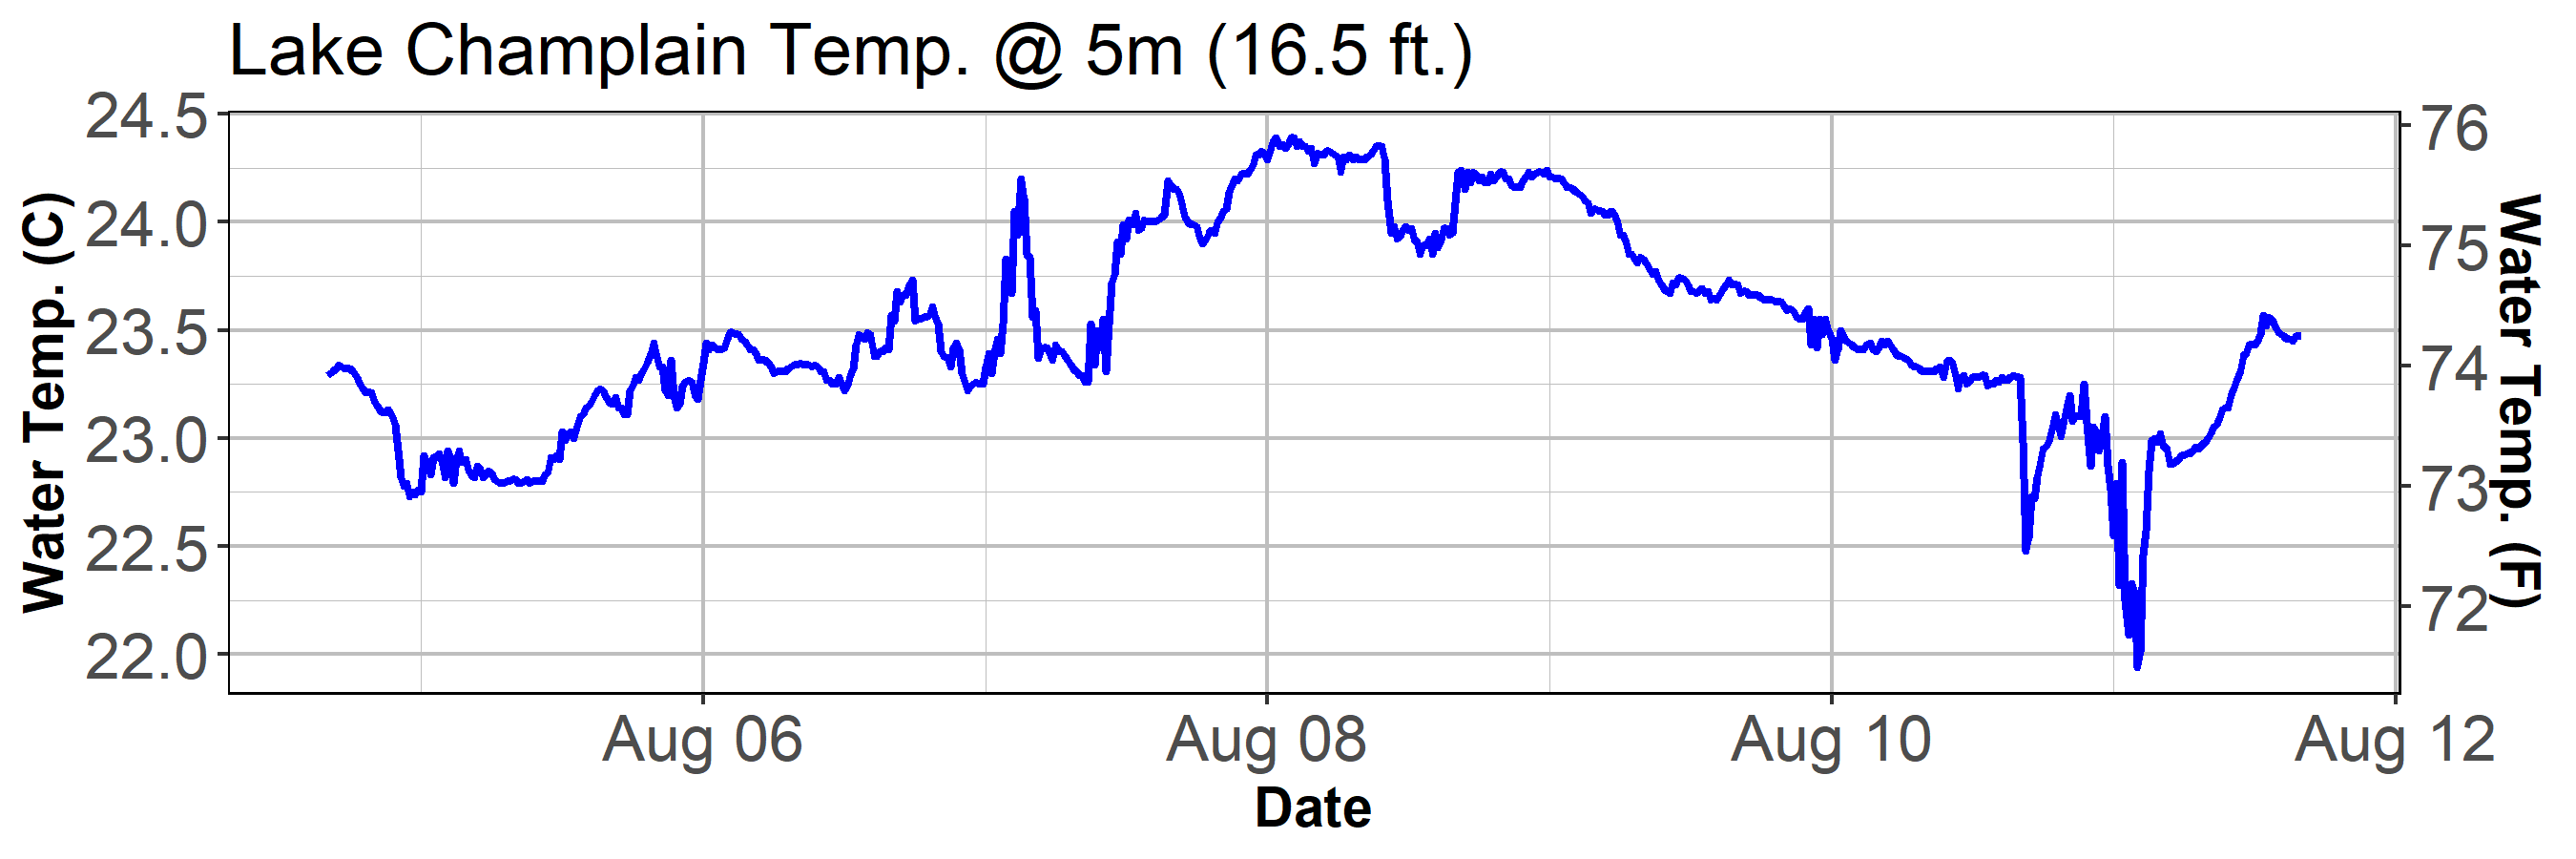 Lake Champlain Temp. @ 5m (16.5 ft.)
Water Temp. (C)
24.5
24.0
23.5
23.0
22.5
22.0
76
75
74
73
72
Water Temp. (F)
Aug 06 Aug 08 Aug 10 Aug 12
Date